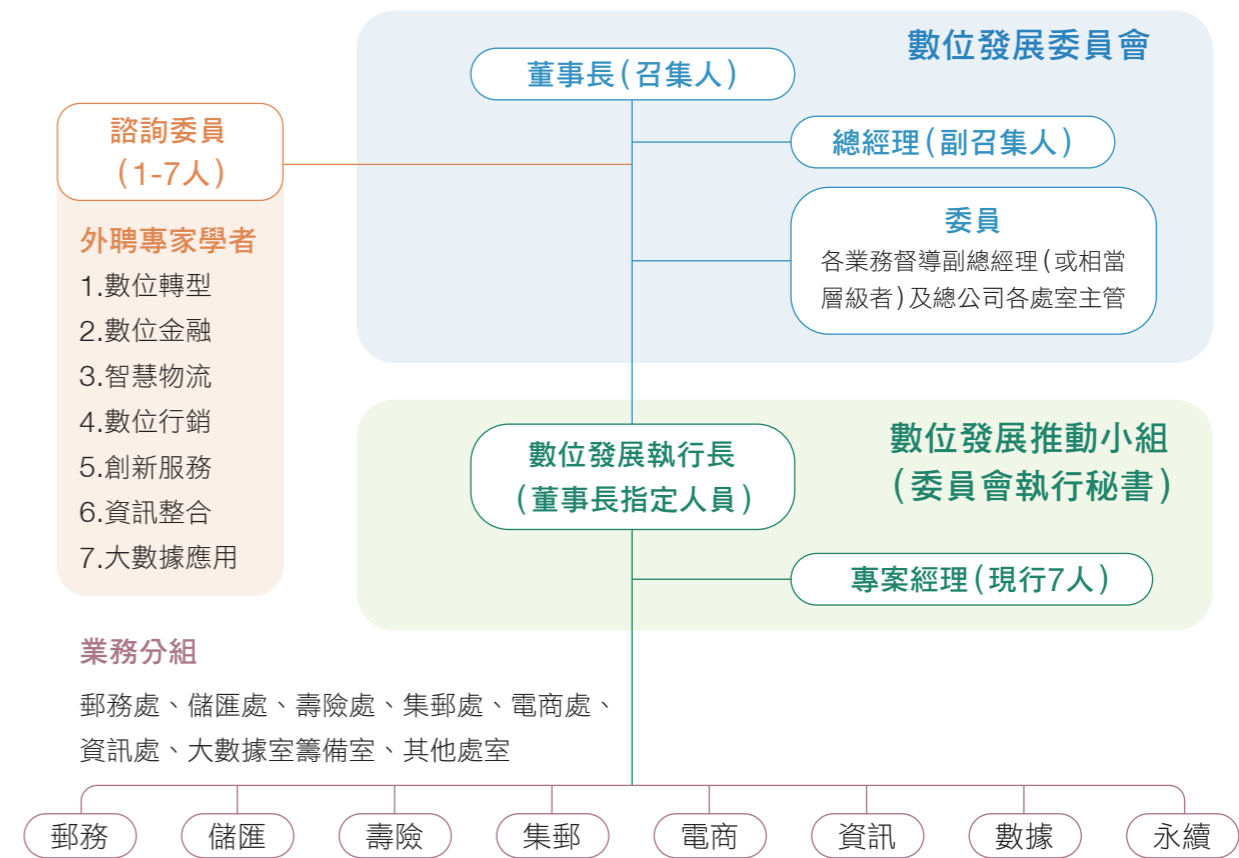 數位發展委員會
董事長(召集人)
總經理(副召集人)
委員
各業務督導副總經理(或相當
層級者)及總公司各處室主管
諮詢委員
(1-7人)
外聘專家學者
1.數位轉型
2.數位金融
3.智慧物流
4.數位行銷
5.創新服務
6.資訊整合
7.大數據應用
數位發展推動小組
(委員會執行秘書)
數位發展執行長
(董事長指定人員)
專案經理(現行7人)
業務分組
郵務處、儲匯處、壽險處、集郵處、電商處、
資訊處、大數據室籌備室、其他處室
郵務
儲匯
壽險
集郵
電商
資訊
數據
永續